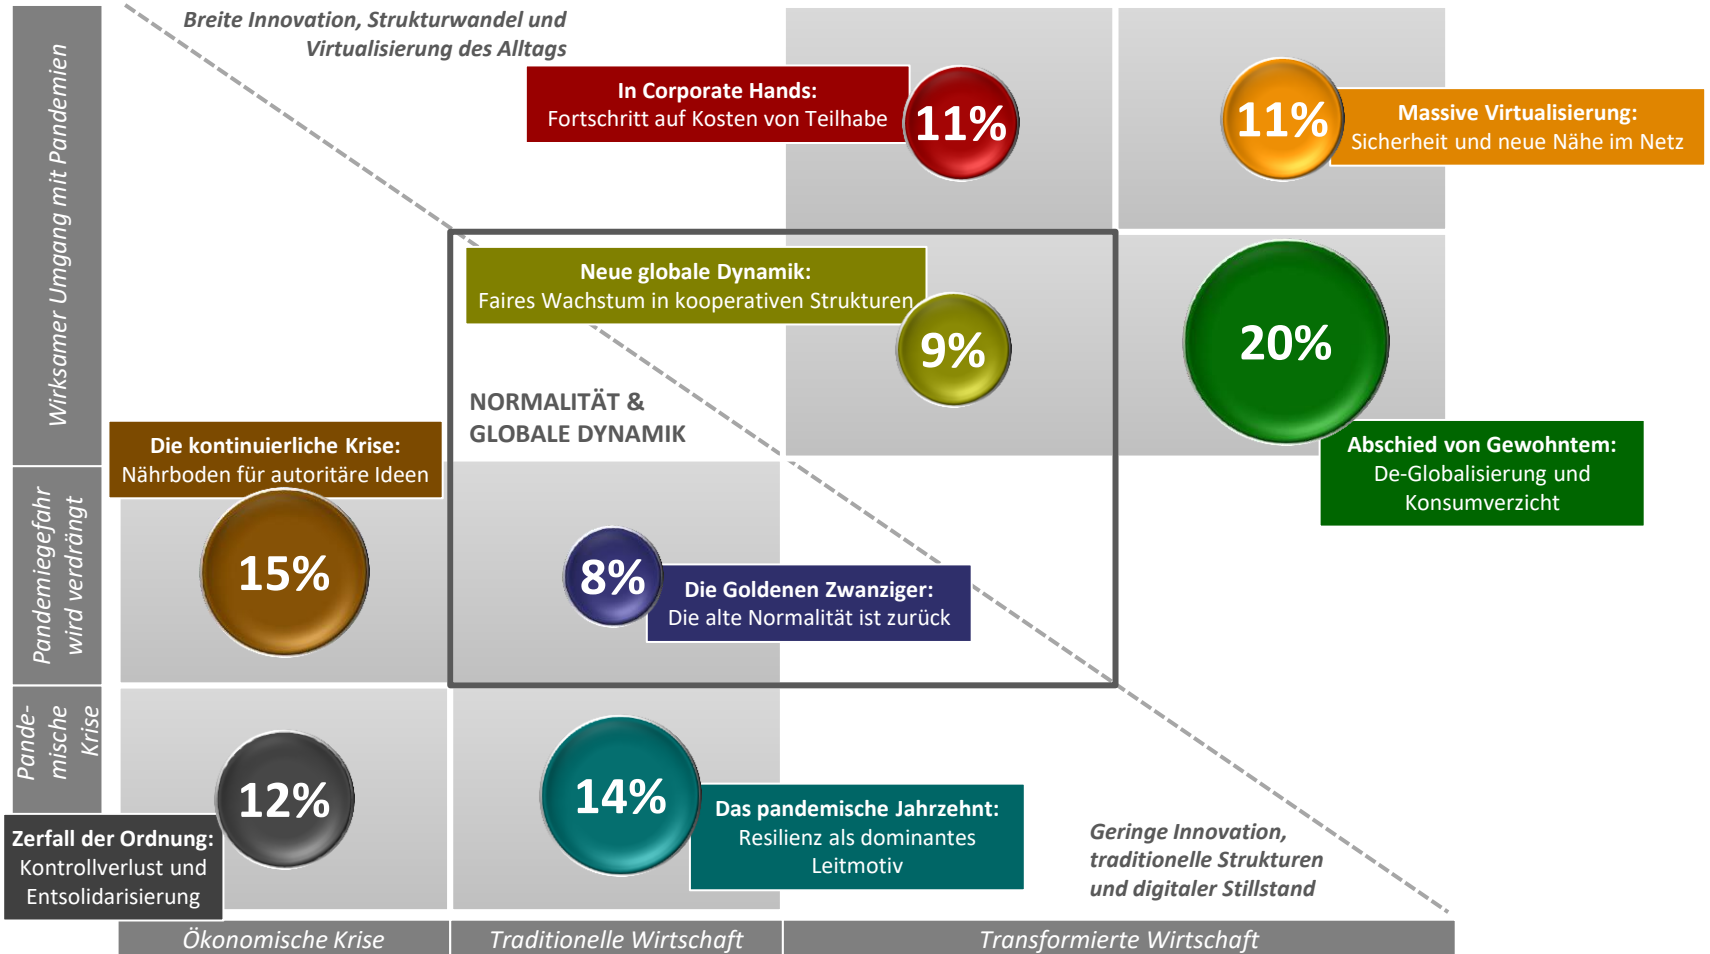 Breite Innovation, Strukturwandel und
Virtualisierung des Alltags
Wirksamer Umgang mit Pandemien
Pandemiegefahr
wird verdrängt
Pande-
mische
Krise
In Corporate Hands:
Fortschritt auf Kosten von Teilhabe
11%
11%
Massive Virtualisierung:
Sicherheit und neue Nähe im Netz
Neue globale Dynamik:
Faires Wachstum in kooperativen Strukturen
9%
20%
Abschied von Gewohntem:
De-Globalisierung und
Konsumverzicht
NORMALITÄT &
GLOBALE DYNAMIK
Die kontinuierliche Krise:
Nährboden für autoritäre Ideen
15%
8%
Die Goldenen Zwanziger:
Die alte Normalität ist zurück
12%
Zerfall der Ordnung:
Kontrollverlust und
Entsolidarisierung
14%
Das pandemische Jahrzehnt:
Resilienz als dominantes
Leitmotiv
Geringe Innovation,
traditionelle Strukturen
und digitaler Stillstand
Ökonomische Krise
Traditionelle Wirtschaft
Transformierte Wirtschaft